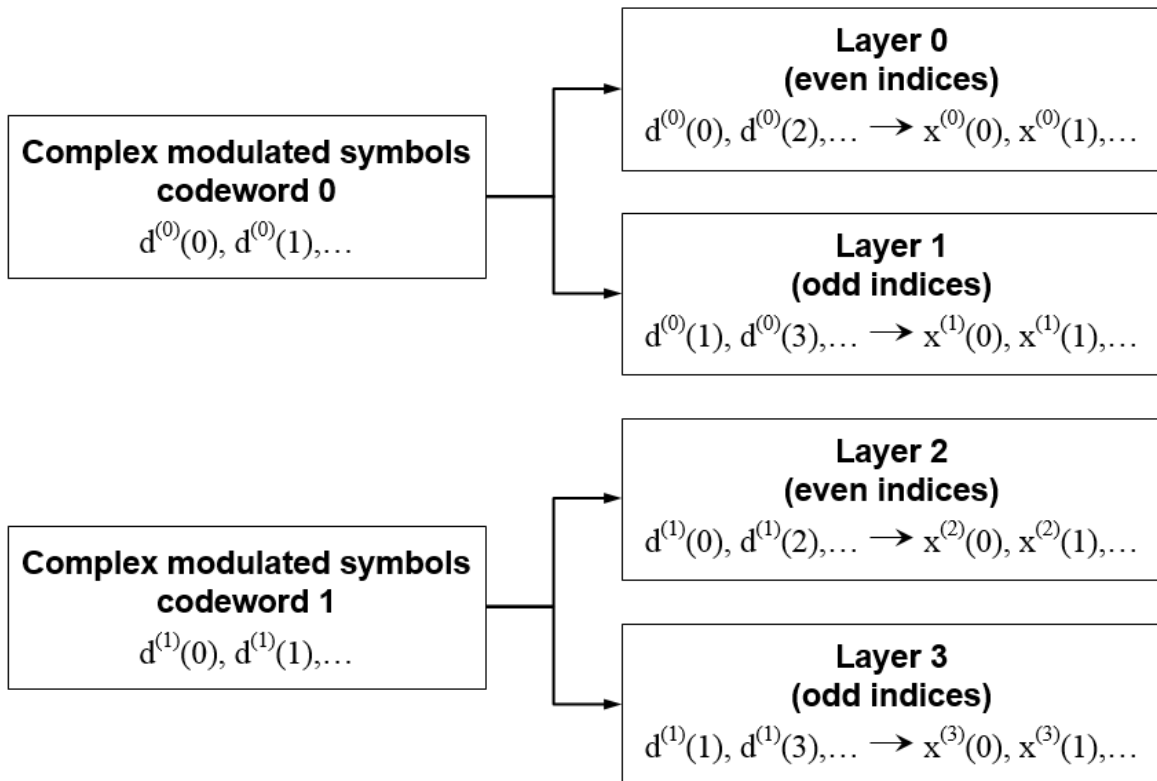 Complex modulated symbols
codeword 0
d⁽⁰⁾(0), d⁽⁰⁾(1),...
Layer 0
(even indices)
d⁽⁰⁾(0), d⁽⁰⁾(2),... → x⁽⁰⁾(0), x⁽⁰⁾(1),...
Layer 1
(odd indices)
d⁽⁰⁾(1), d⁽⁰⁾(3),... → x⁽¹⁾(0), x⁽¹⁾(1),...
Complex modulated symbols
codeword 1
d⁽¹⁾(0), d⁽¹⁾(1),...
Layer 2
(even indices)
d⁽¹⁾(0), d⁽¹⁾(2),... → x⁽²⁾(0), x⁽²⁾(1),...
Layer 3
(odd indices)
d⁽¹⁾(1), d⁽¹⁾(3),... → x⁽³⁾(0), x⁽³⁾(1),...